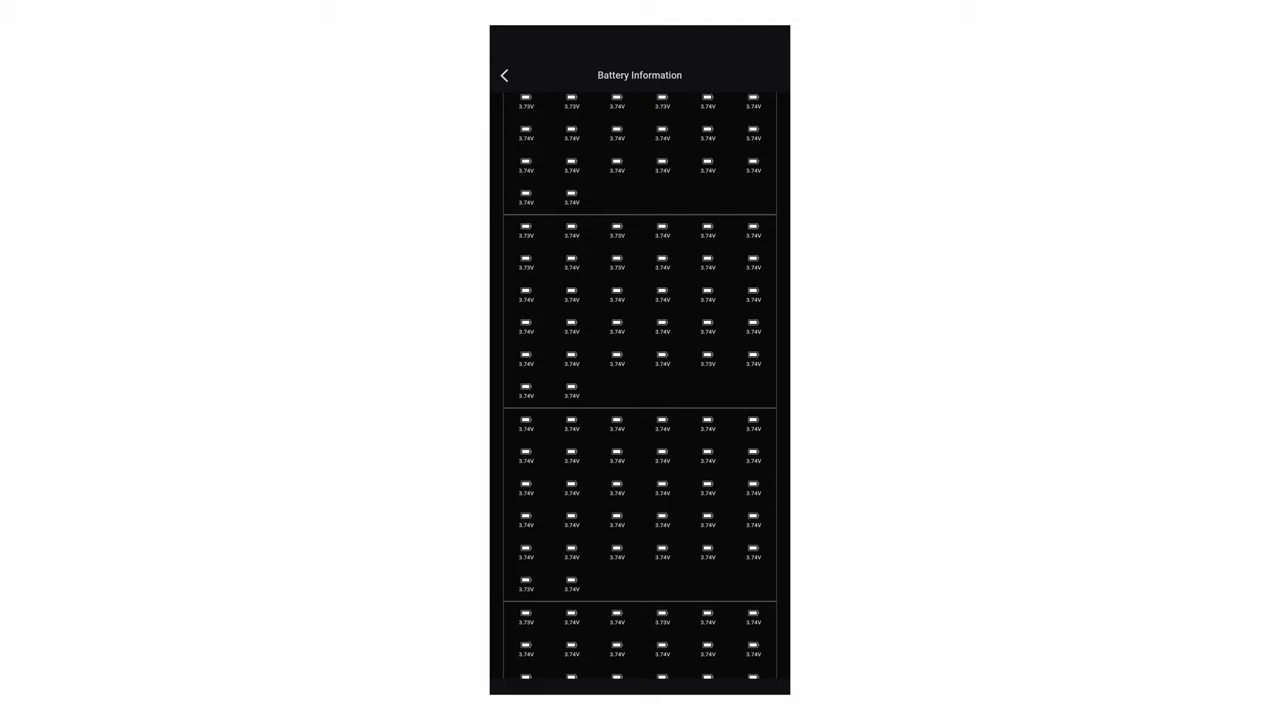 Battery Information
3.73V 3.73V 3.74V 3.73V 3.74V 3.74V
3.74V 3.74V 3.74V 3.74V 3.74V 3.74V
3.74V 3.74V 3.74V 3.74V 3.74V 3.74V
3.74V 3.74V
3.73V 3.74V 3.73V 3.74V 3.74V 3.74V
3.73V 3.74V 3.73V 3.74V 3.74V 3.74V
3.74V 3.74V 3.74V 3.74V 3.74V 3.74V
3.74V 3.74V 3.74V 3.74V 3.74V 3.74V
3.74V 3.74V 3.74V 3.74V 3.73V 3.74V
3.74V 3.74V
3.74V 3.74V 3.74V 3.74V 3.74V 3.74V
3.74V 3.74V 3.74V 3.74V 3.74V 3.74V
3.74V 3.74V 3.74V 3.74V 3.74V 3.74V
3.74V 3.74V 3.74V 3.74V 3.74V 3.74V
3.74V 3.74V 3.74V 3.74V 3.74V 3.74V
3.73V 3.74V
3.73V 3.74V 3.74V 3.73V 3.74V 3.74V
3.74V 3.74V 3.74V 3.74V 3.74V 3.74V